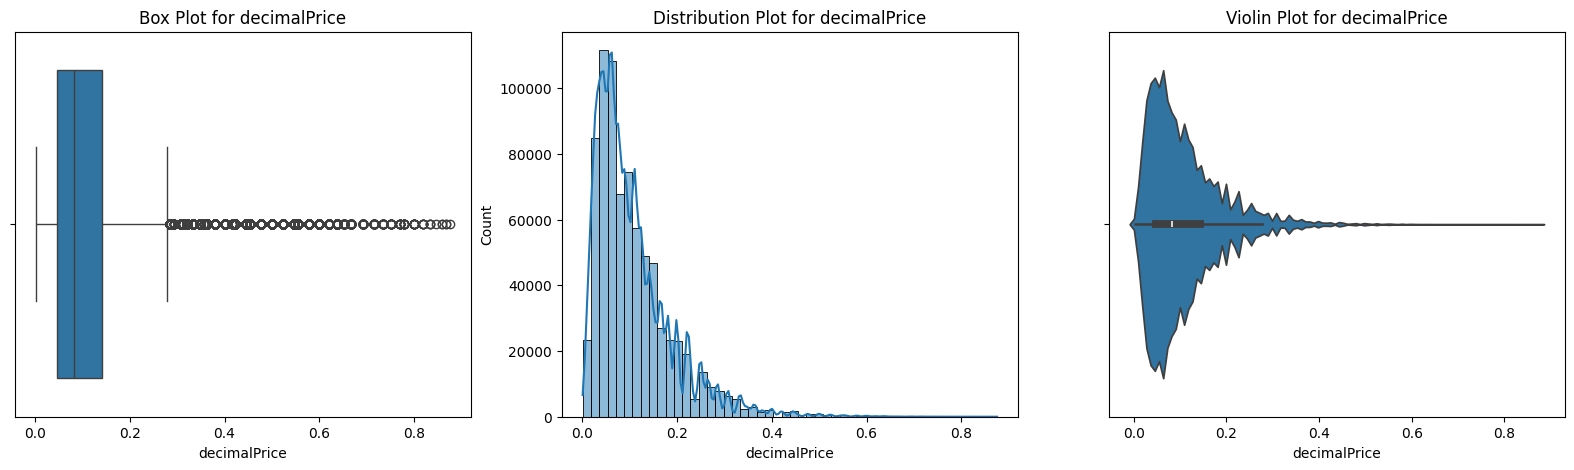 Box Plot for decimalPrice
0.0 0.2 0.4 0.6 0.8
decimalPrice
Distribution Plot for decimalPrice
Count
100000
80000
60000
40000
20000
0
0.0 0.2 0.4 0.6 0.8
decimalPrice
Violin Plot for decimalPrice
0.0 0.2 0.4 0.6 0.8
decimalPrice